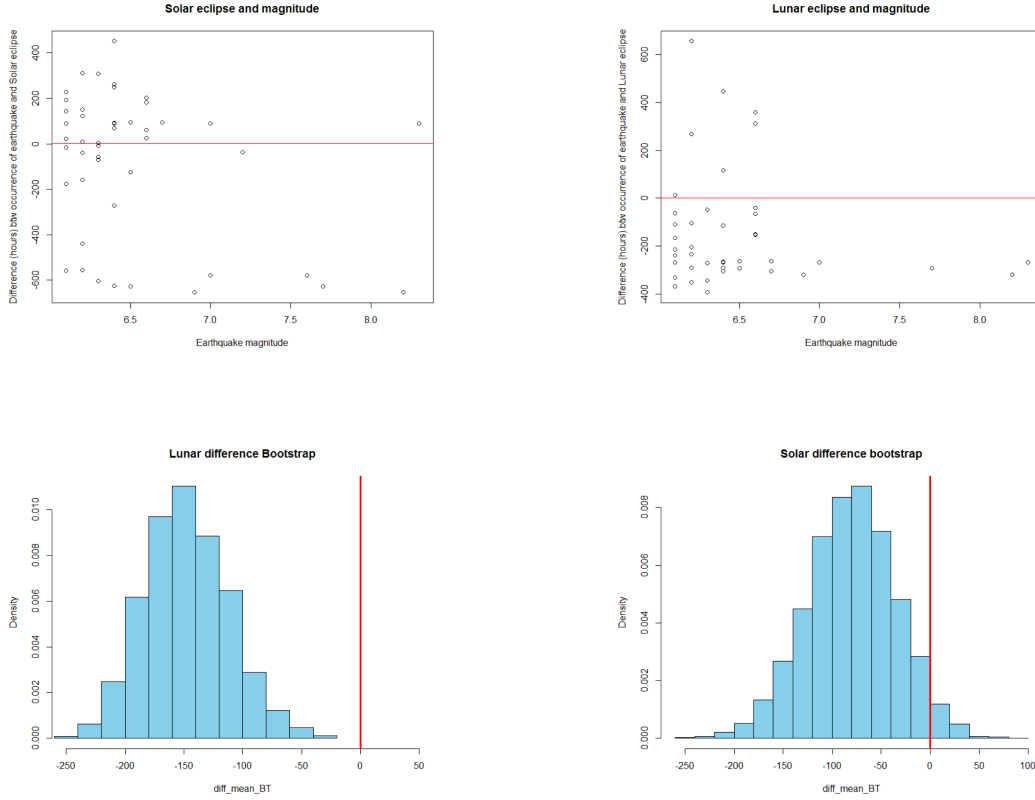 Solar eclipse and magnitude
Difference (hours) btw occurrence of earthquake and Solar eclipse
400
200
0
-200
-400
-600
6.5 7.0 7.5 8.0
Earthquake magnitude
Lunar eclipse and magnitude
Difference (hours) btw occurrence of earthquake and Lunar eclipse
600
400
200
0
-200
-400
6.5 7.0 7.5 8.0
Earthquake magnitude
Lunar difference Bootstrap
Density
0.010
0.008
0.006
0.004
0.002
0.000
-250 -200 -150 -100 -50 0 50
diff_mean_BT
Solar difference bootstrap
Density
0.008
0.006
0.004
0.002
0.000
-250 -200 -150 -100 -50 0 50 100
diff_mean_BT